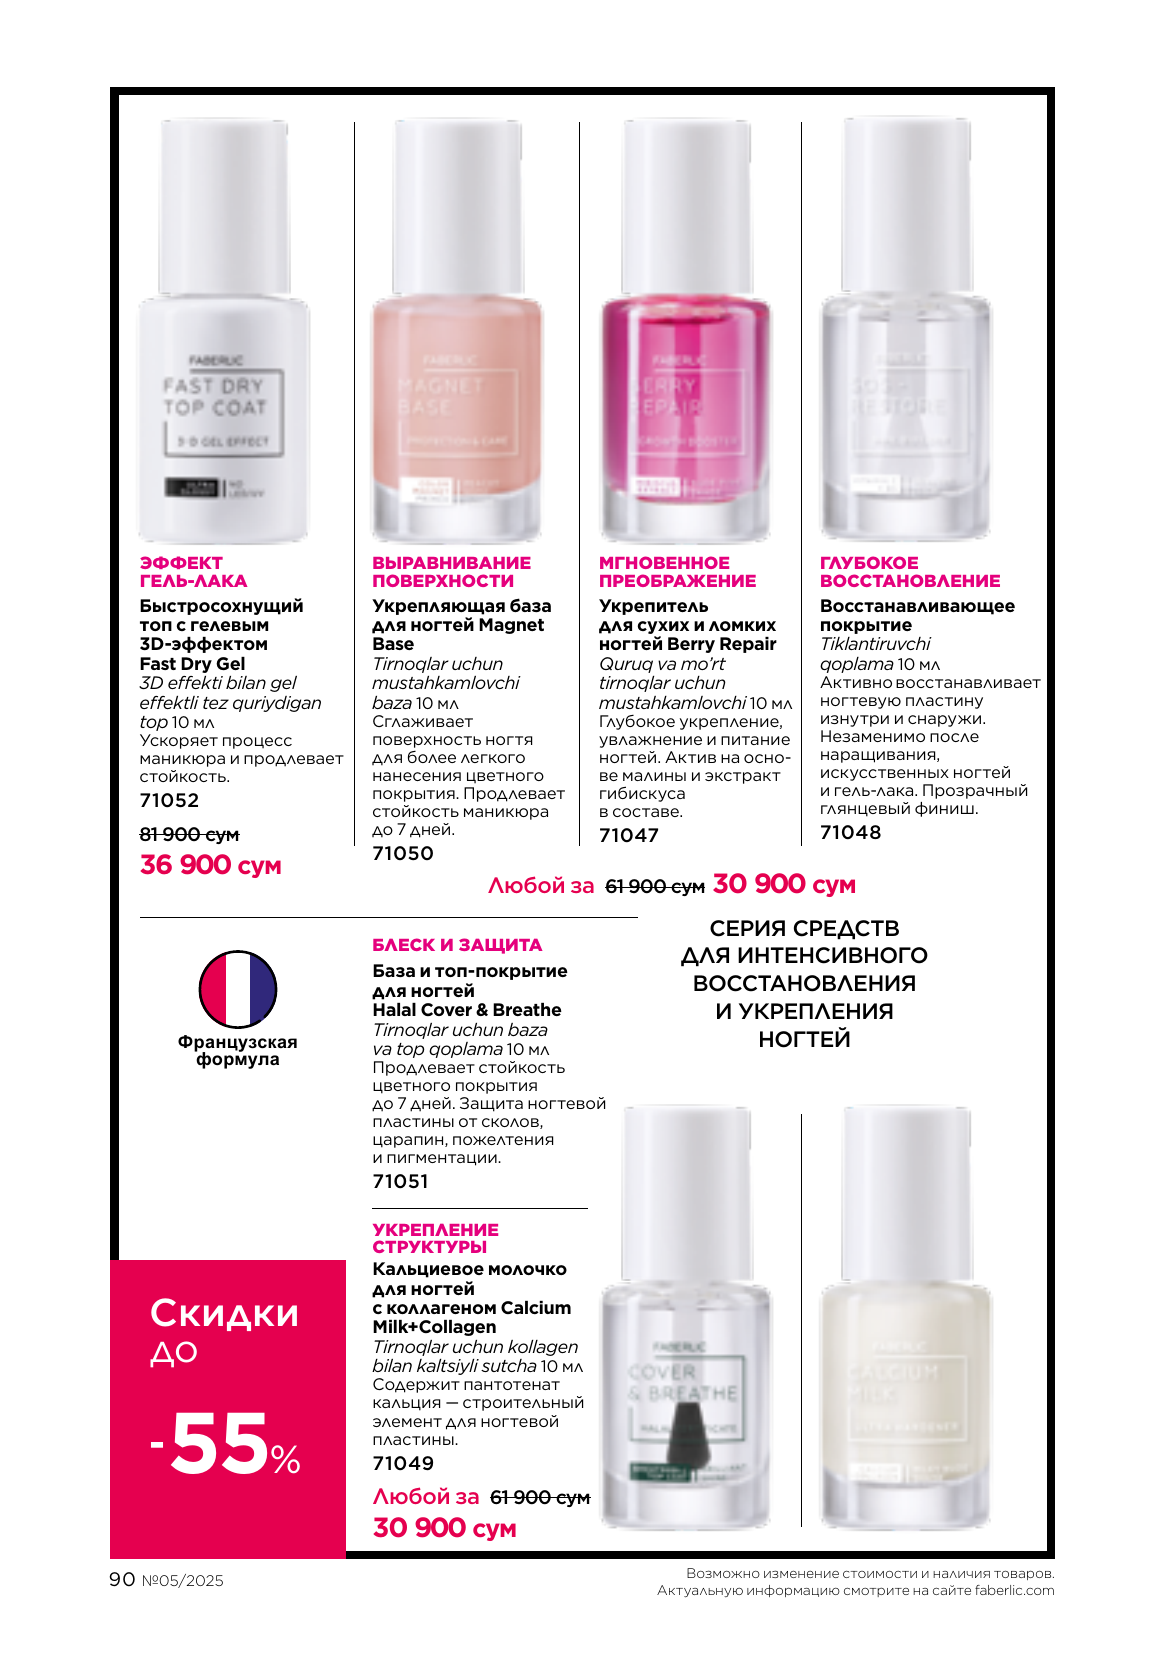 FABERLIC
FAST DRY
TOP COAT
3-D GEL EFFECT
FABERLIC
MAGNET
BASE
PROTECTION & CARE
FABERLIC
BERRY
REPAIR
GROWTH BOOSTER
FABERLIC
SOS+
RESTORE
ЭФФЕКТ
ГЕЛЬ-ЛАКА
Быстросохнущий
топ с гелевым
3D-эффектом
Fast Dry Gel
3D effekti bilan gel
effektli tez quriydigan
top 10 мл
Ускоряет процесс
маникюра и продлевает
стойкость.
71052
81 900 сум
36 900 сум
ВЫРАВНИВАНИЕ
ПОВЕРХНОСТИ
Укрепляющая база
для ногтей Magnet
Base
Tirnoqlar uchun
mustahkamlovchi
baza 10 мл
Сглаживает
поверхность ногтя
для более легкого
нанесения цветного
покрытия. Продлевает
стойкость маникюра
до 7 дней.
71050
МГНОВЕННОЕ
ПРЕОБРАЖЕНИЕ
Укрепитель
для сухих и ломких
ногтей Berry Repair
Quruq va mo’rt
tirnoqlar uchun
mustahkamlovchi 10 мл
Глубокое укрепление,
увлажнение и питание
ногтей. Актив на осно-
ве малины и экстракт
гибискуса
в составе.
71047
ГЛУБОКОЕ
ВОССТАНОВЛЕНИЕ
Восстанавливающее
покрытие
Tiklantiruvchi
qoplama 10 мл
Активно восстанавливает
ногтевую пластину
изнутри и снаружи.
Незаменимо после
наращивания,
искусственных ногтей
и гель-лака. Прозрачный
глянцевый финиш.
71048
Любой за 61 900 сум 30 900 сум
Французская
формула
БЛЕСК И ЗАЩИТА
База и топ-покрытие
для ногтей
Halal Cover & Breathe
Tirnoqlar uchun baza
va top qoplama 10 мл
Продлевает стойкость
цветного покрытия
до 7 дней. Защита ногтевой
пластины от сколов,
царапин, пожелтения
и пигментации.
71051
СЕРИЯ СРЕДСТВ
ДЛЯ ИНТЕНСИВНОГО
ВОССТАНОВЛЕНИЯ
И УКРЕПЛЕНИЯ
НОГТЕЙ
УКРЕПЛЕНИЕ
СТРУКТУРЫ
Кальциевое молочко
для ногтей
с коллагеном Calcium
Milk+Collagen
Tirnoqlar uchun kollagen
bilan kaltsiyli sutcha 10 мл
Содержит пантотенат
кальция — строительный
элемент для ногтевой
пластины.
71049
Любой за 61 900 сум
30 900 сум
FABERLIC
COVER
& BREATHE
FABERLIC
CALCIUM
MILK
Скидки
до
-55%
90 №05/2025
Возможно изменение стоимости и наличия товаров.
Актуальную информацию смотрите на сайте faberlic.com